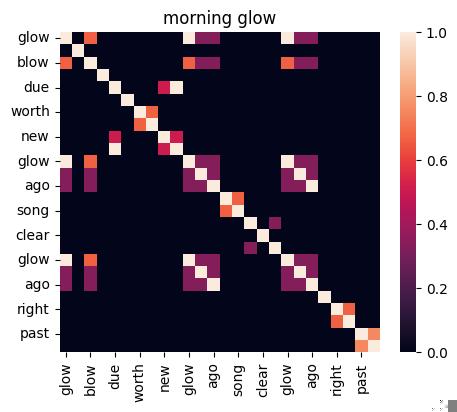 morning glow
glow
blow
due
worth
new
glow
ago
song
clear
glow
ago
right
past
1.0
0.8
0.6
0.4
0.2
0.0
glow
blow
due
worth
new
glow
ago
song
clear
glow
ago
right
past